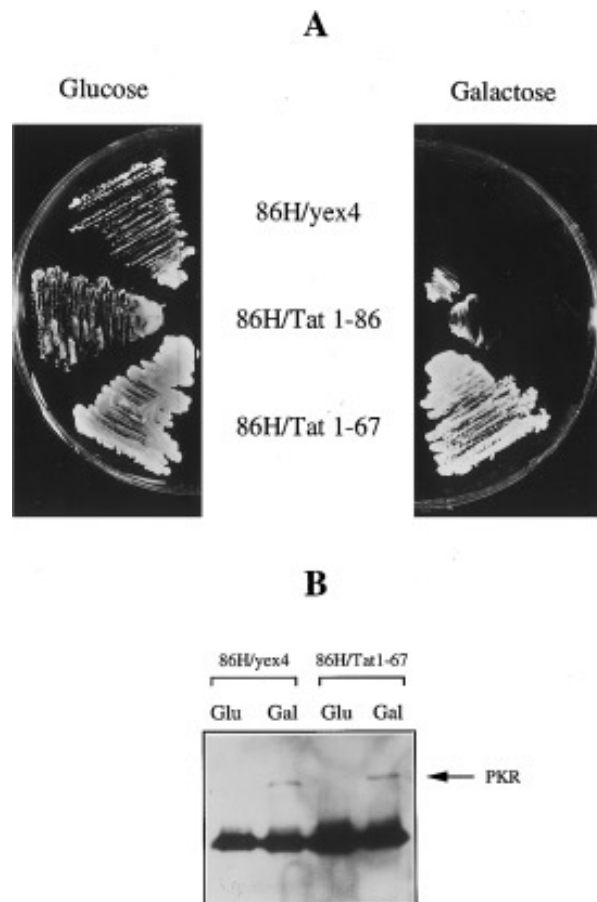 A
Glucose
Galactose
86H/yex4
86H/Tat 1-86
86H/Tat 1-67
B
86H/yex4 86H/Tat1-67
Glu Gal Glu Gal
PKR